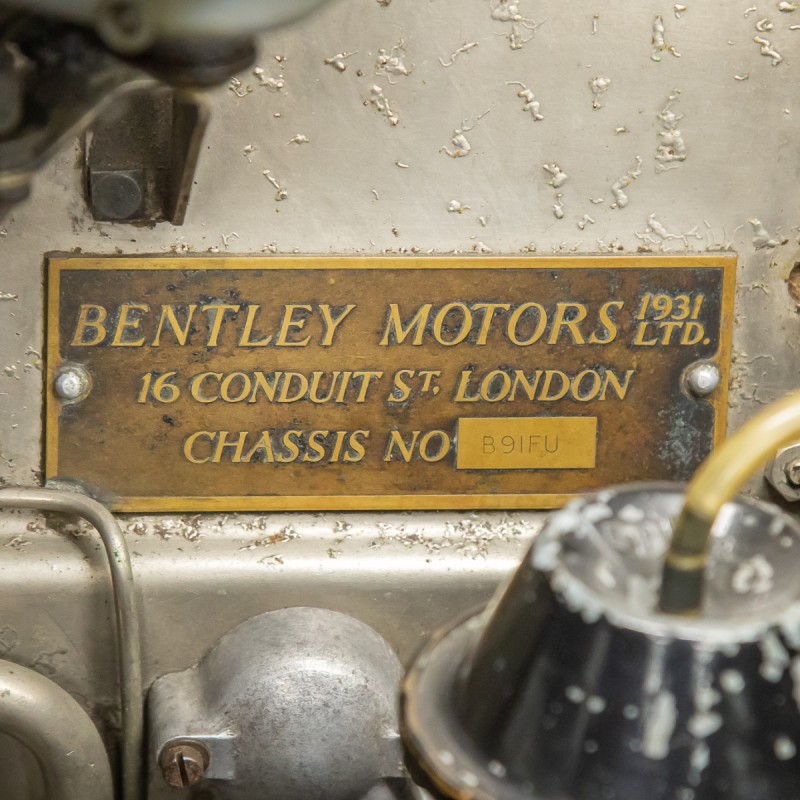 BENTLEY MOTORS 1931 LTD.
16 CONDUIT ST. LONDON
CHASSIS NO B91FU